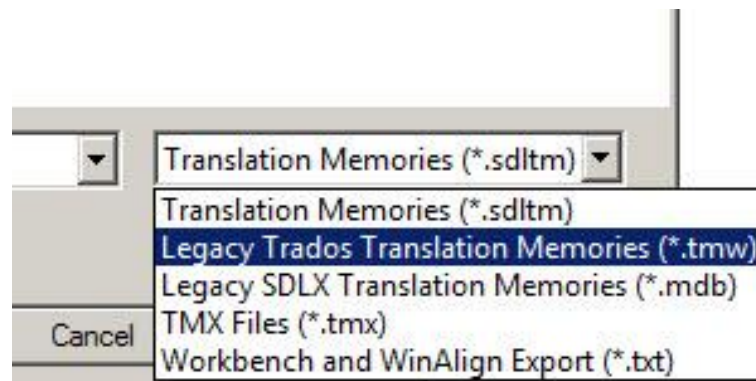 Translation Memories (*.sdltm)
Translation Memories (*.sdltm)
Legacy Trados Translation Memories (*.tmw)
Legacy SDLX Translation Memories (*.mdb)
Cancel
TMX Files (*.tmx)
Workbench and WinAlign Export (*.txt)